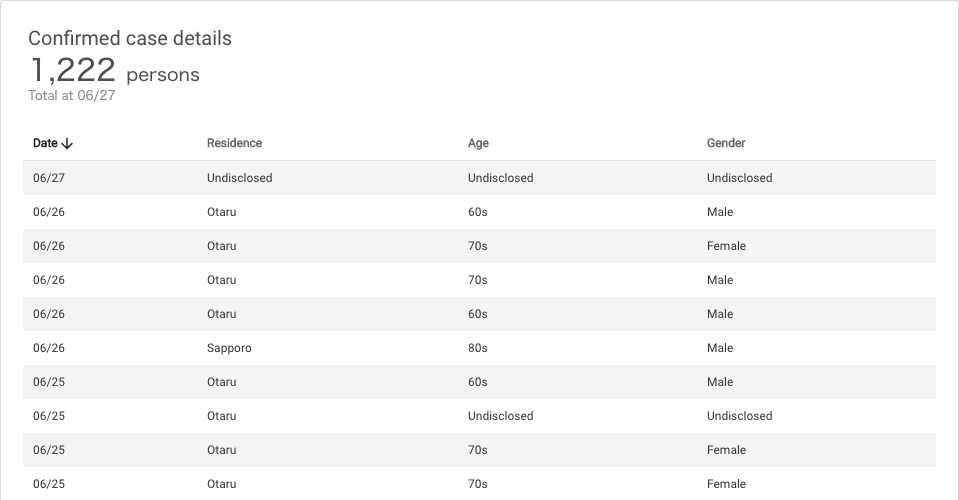 Confirmed case details
1,222 persons
Total at 06/27
Date Residence Age Gender
06/27 Undisclosed Undisclosed Undisclosed
06/26 Otaru 60s Male
06/26 Otaru 70s Female
06/26 Otaru 70s Male
06/26 Otaru 60s Male
06/26 Sapporo 80s Male
06/25 Otaru 60s Male
06/25 Otaru Undisclosed Undisclosed
06/25 Otaru 70s Female
06/25 Otaru 70s Female